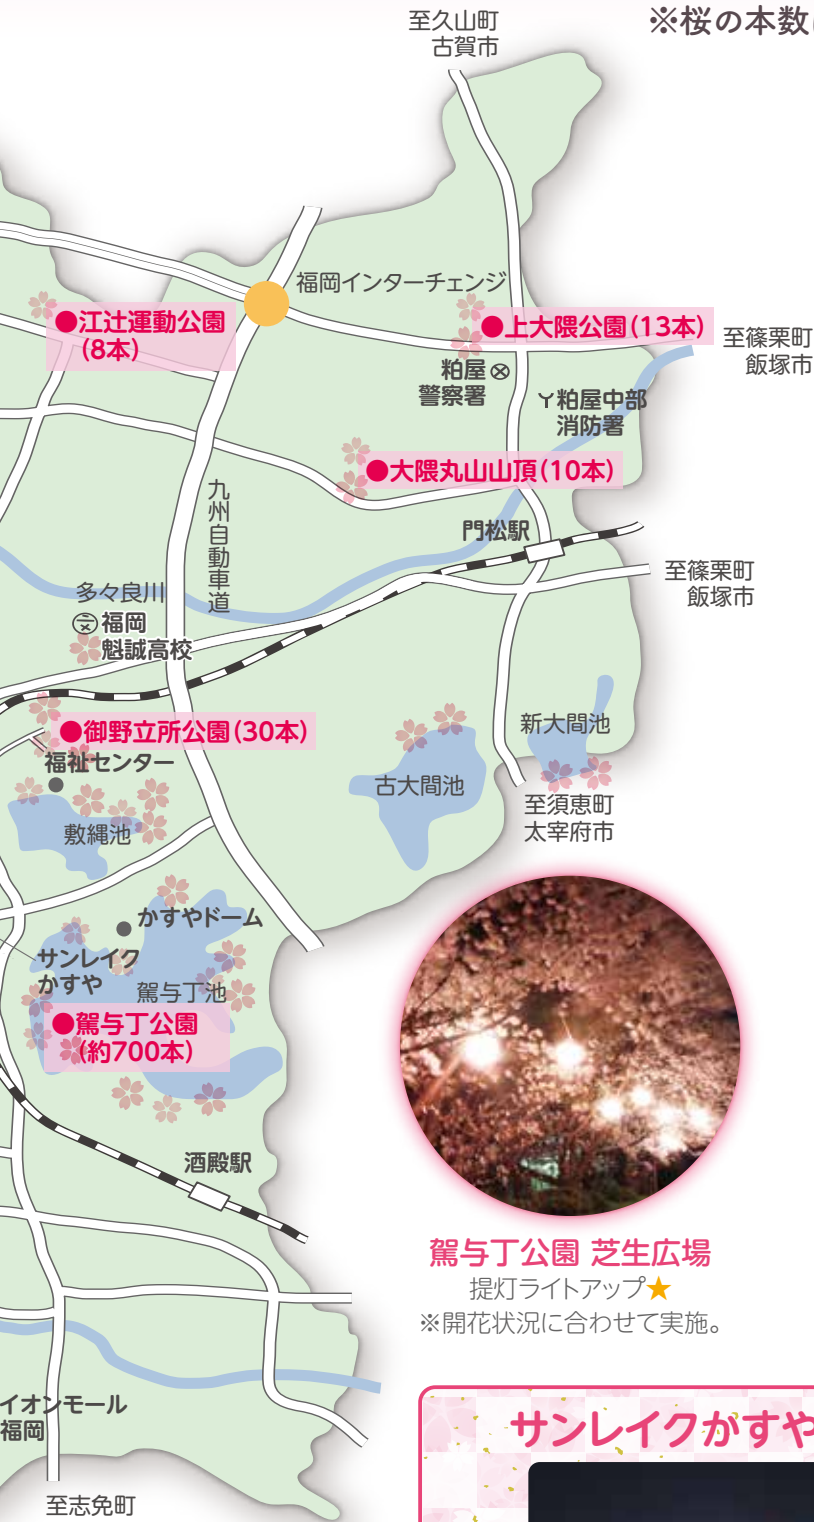 至久山町
古賀市
※桜の本数
福岡インターチェンジ
●江辻運動公園
(8本)
●上大隈公園(13本)
至篠栗町
飯塚市
粕屋
警察署
粕屋中部
消防署
●大隈丸山山頂(10本)
九州自動車道
門松駅
至篠栗町
飯塚市
多々良川
福岡
魁誠高校
●御野立所公園(30本)
福祉センター
新大間池
古大間池
至須恵町
太宰府市
敷縄池
かすやドーム
サンレイク
かすや
駕与丁池
●駕与丁公園
(約700本)
酒殿駅
駕与丁公園 芝生広場
提灯ライトアップ★
※開花状況に合わせて実施。
イオンモール
福岡
サンレイクかすや
至志免町